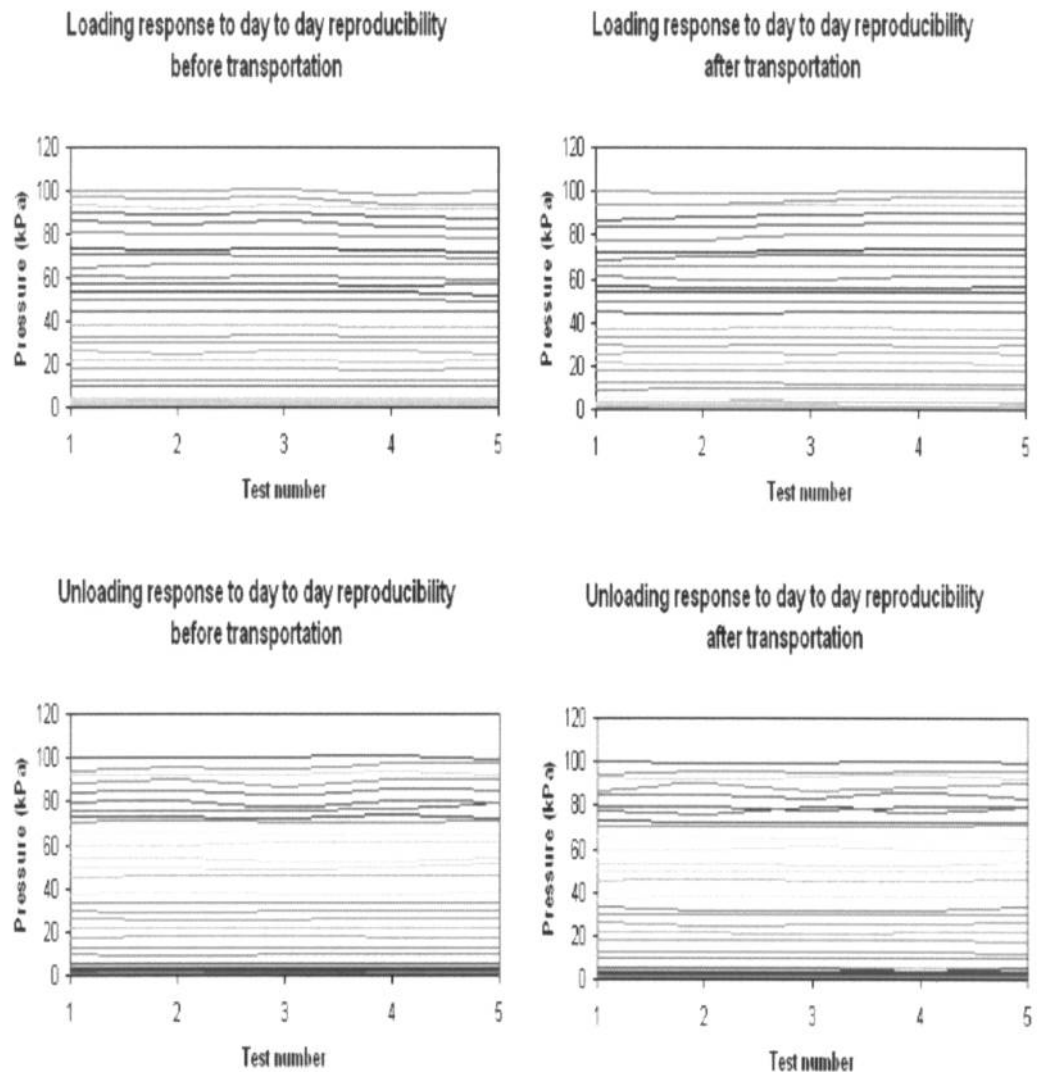 Loading response to day to day reproducibility
before transportation
120
100
80
60
40
20
0
Pressure (kPa)
1 2 3 4 5
Test number
Loading response to day to day reproducibility
after transportation
120
100
80
60
40
20
0
Pressure (kPa)
1 2 3 4 5
Test number
Unloading response to day to day reproducibility
before transportation
120
100
80
60
40
20
0
Pressure (kPa)
1 2 3 4 5
Test number
Unloading response to day to day reproducibility
after transportation
120
100
80
60
40
20
0
Pressure (kPa)
1 2 3 4 5
Test number